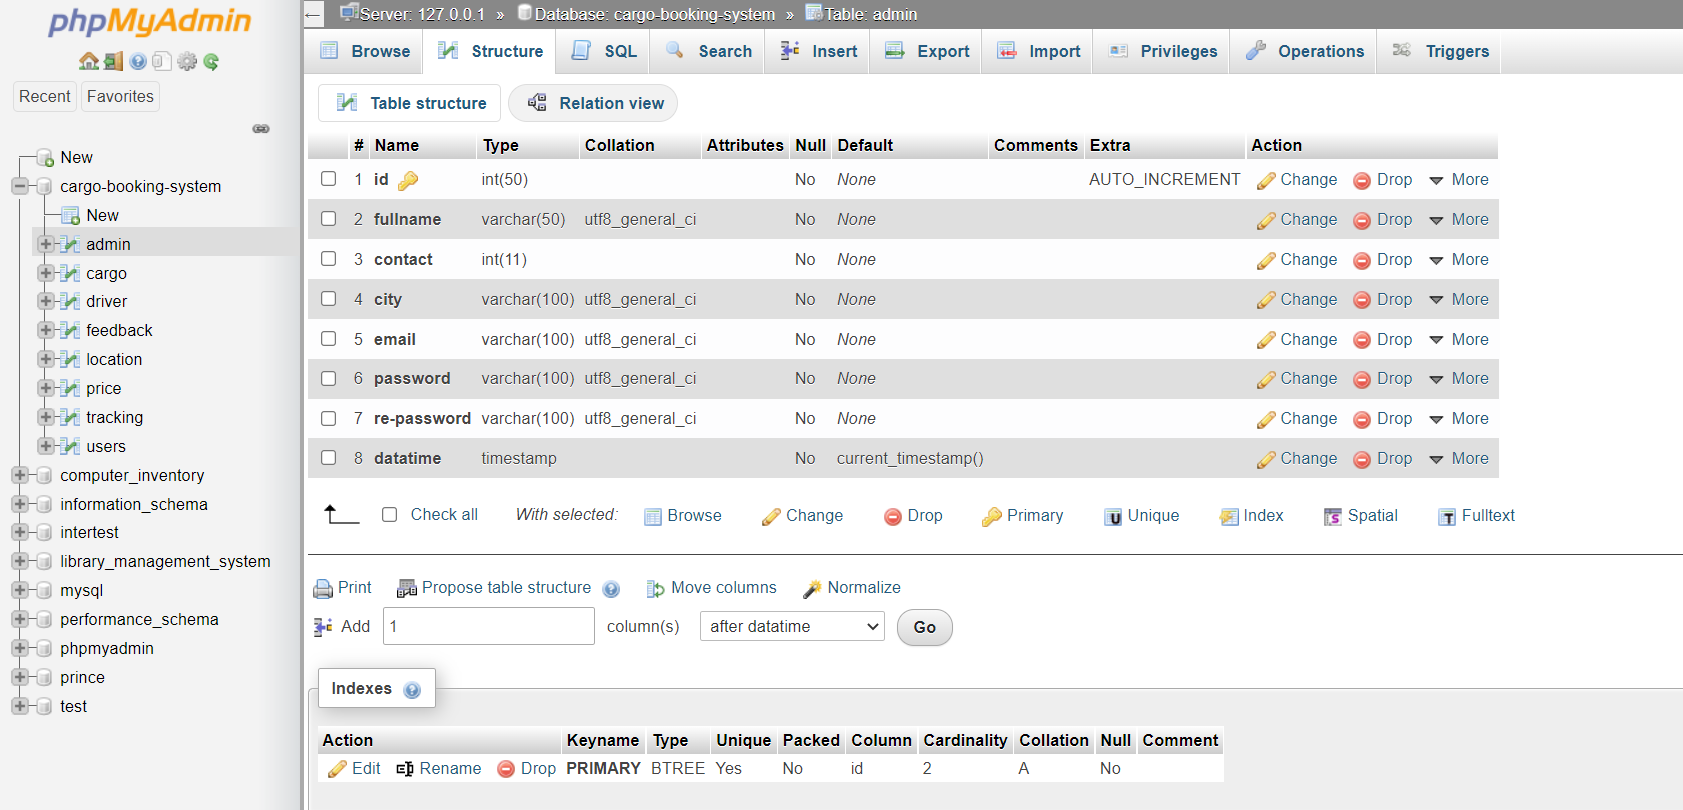 phpMyAdmin
Recent Favorites
New
cargo-booking-system
New
admin
cargo
driver
feedback
location
price
tracking
users
computer_inventory
information_schema
intertest
library_management_system
mysql
performance_schema
phpmyadmin
prince
test
← Server: 127.0.0.1 » Database: cargo-booking-system » Table: admin
Browse Structure SQL Search Insert Export Import Privileges Operations Triggers
Table structure Relation view
# Name Type Collation Attributes Null Default Comments Extra Action
1 id int(50) No None AUTO_INCREMENT Change Drop More
2 fullname varchar(50) utf8_general_ci No None Change Drop More
3 contact int(11) No None Change Drop More
4 city varchar(100) utf8_general_ci No None Change Drop More
5 email varchar(100) utf8_general_ci No None Change Drop More
6 password varchar(100) utf8_general_ci No None Change Drop More
7 re-password varchar(100) utf8_general_ci No None Change Drop More
8 datatime timestamp No current_timestamp() Change Drop More
Check all With selected: Browse Change Drop Primary Unique Index Spatial Fulltext
Print Propose table structure Move columns Normalize
Add 1 column(s) after datatime Go
Indexes
Action Keyname Type Unique Packed Column Cardinality Collation Null Comment
Edit Rename Drop PRIMARY BTREE Yes No id 2 A No